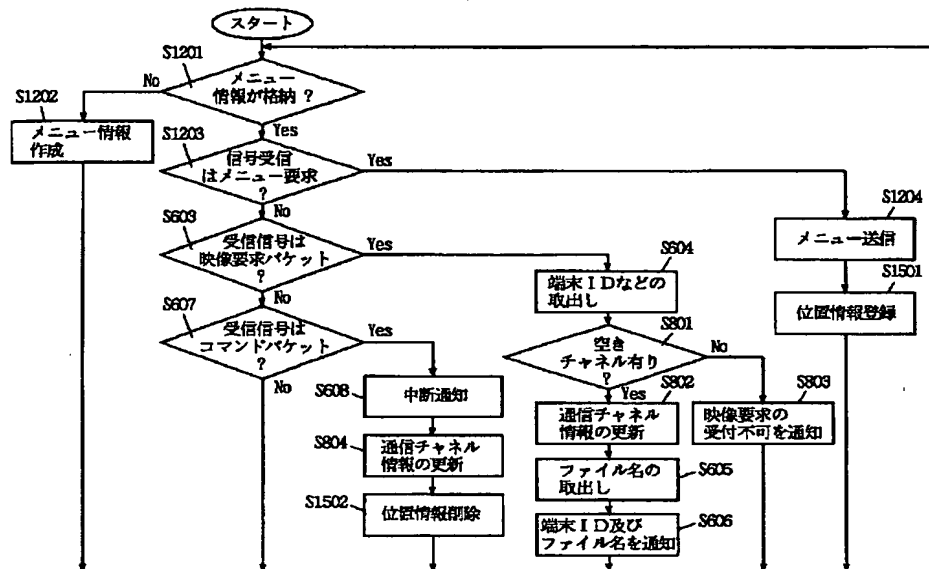 スタート
S1201
メニュー
情報が格納 ?
No
Yes
S1202
メニュー情報
作成
S1203
信号受信
はメニュー要求
?
Yes
No
S1204
メニュー送信
S1501
位置情報登録
S603
受信信号は
映像要求パケット
?
Yes
No
S604
端末IDなどの
取出し
S607
受信信号は
コマンドパケット
?
Yes
No
S801
空き
チャネル有り
?
No
Yes
S608
中断通知
S802
通信チャネル
情報の更新
S803
映像要求の
受付不可を通知
S804
通信チャネル
情報の更新
S605
ファイル名の
取出し
S1502
位置情報削除
S606
端末ID及び
ファイル名を通知